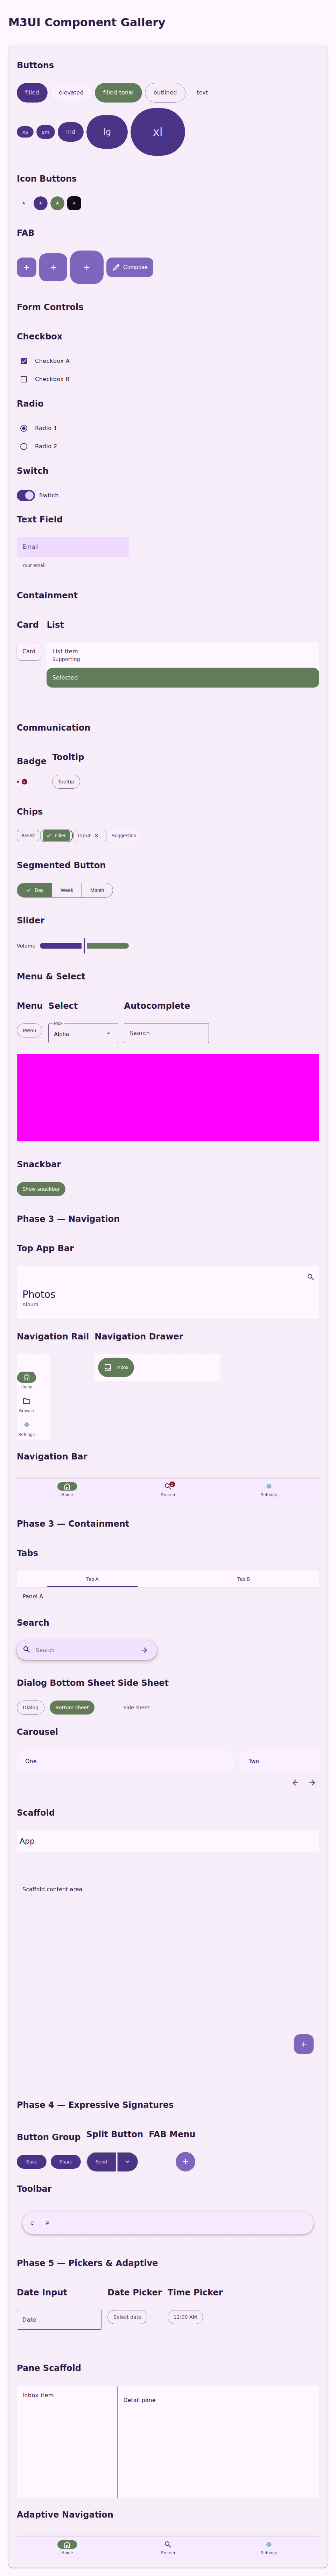 M3UI Component Gallery
Buttons
filled elevated filled-tonal outlined text
xs sm md lg xl
Icon Buttons
FAB
+ + + Compose
Form Controls
Checkbox
Checkbox A
Checkbox B
Radio
Radio 1
Radio 2
Switch
Switch
Text Field
Email
Your email
Containment
Card List
Card
List item
Supporting
Selected
Communication
Badge Tooltip
Tooltip
Chips
Assist Filter Input Suggestion
Segmented Button
Day Week Month
Slider
Volume
Menu & Select
Menu Select Autocomplete
Menu
Pick
Alpha
Search
Snackbar
Show snackbar
Phase 3 — Navigation
Top App Bar
Photos
Album
Navigation Rail Navigation Drawer
Inbox
Home
Browse
Settings
Navigation Bar
Home Search Settings
Phase 3 — Containment
Tabs
Tab A Tab B
Panel A
Search
Search
Dialog Bottom Sheet Side Sheet
Dialog Bottom sheet Side sheet
Carousel
One Two
Scaffold
App
Scaffold content area
+
Phase 4 — Expressive Signatures
Button Group Split Button FAB Menu
Save Share Send +
Toolbar
C P
Phase 5 — Pickers & Adaptive
Date Input Date Picker Time Picker
Date Select date 12:00 AM
Pane Scaffold
Inbox item
Detail pane
Adaptive Navigation
Home Search Settings